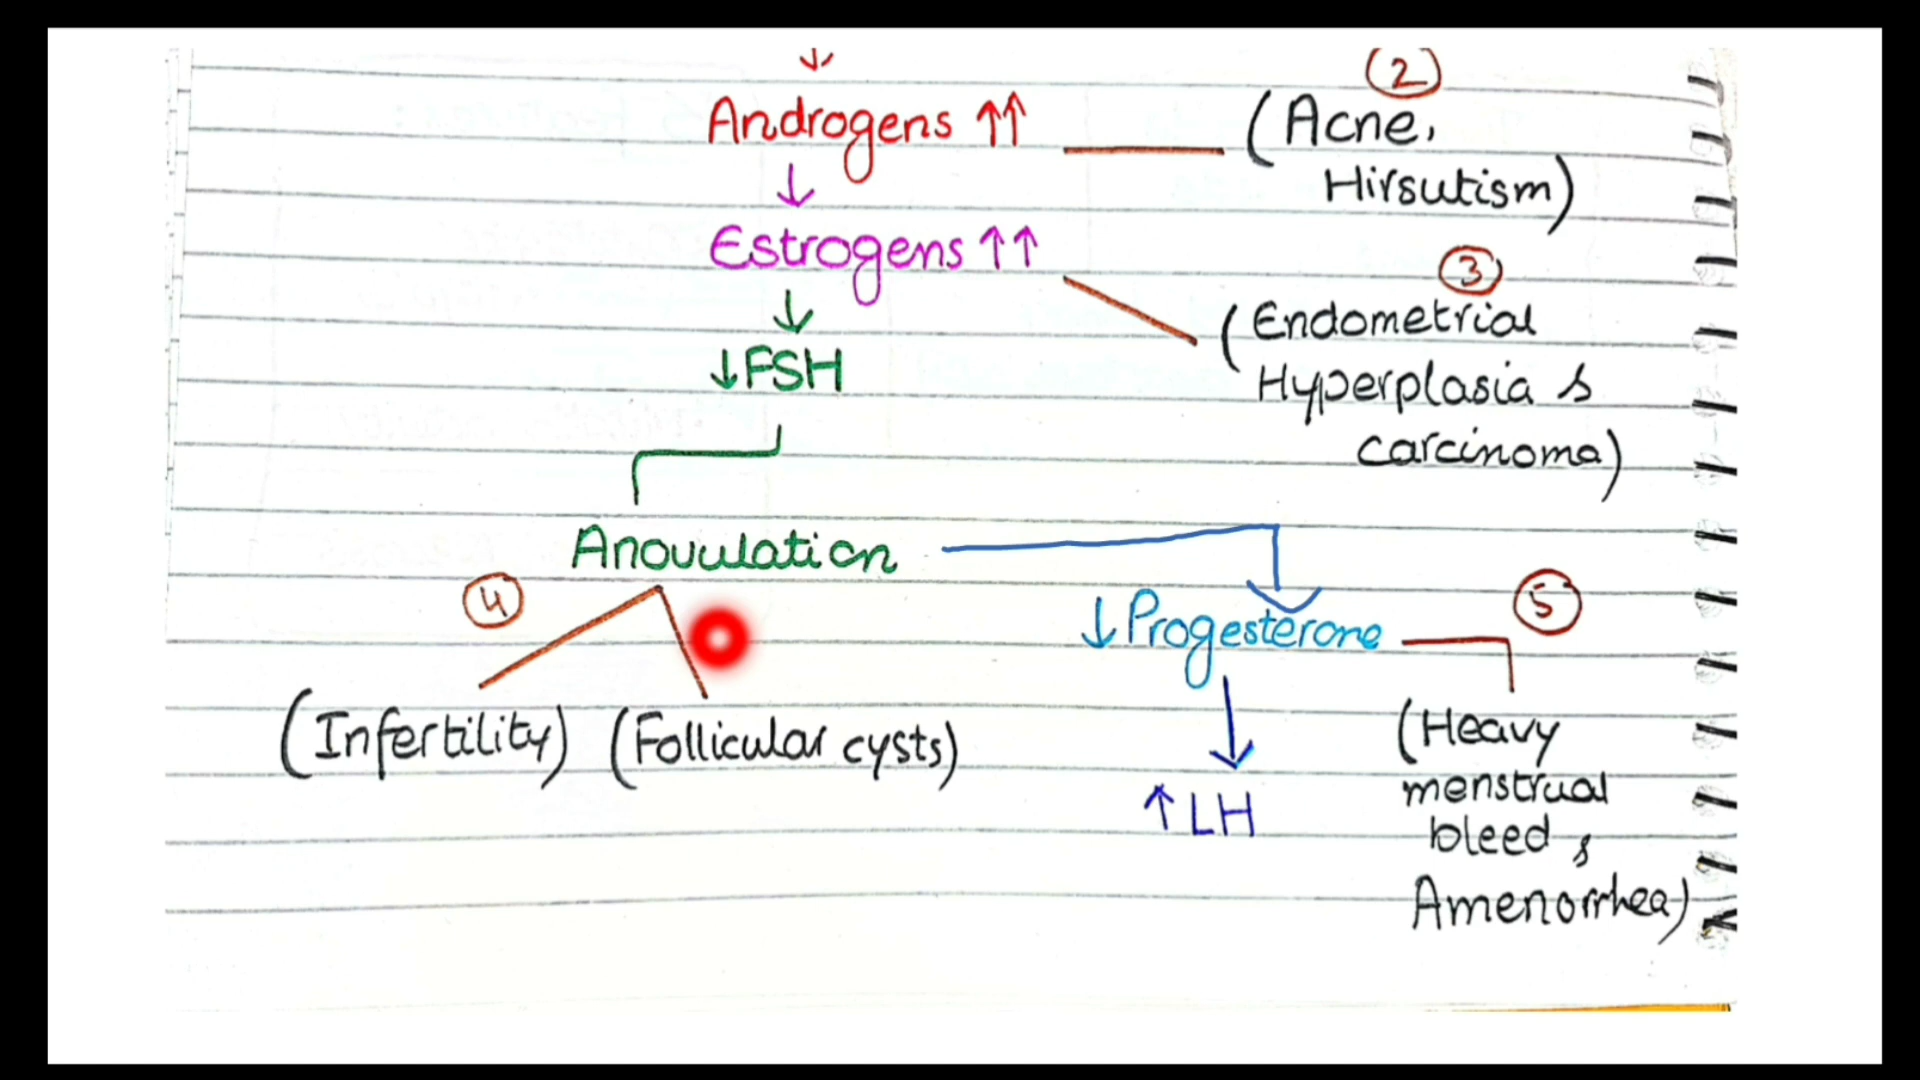 ↓
②
Androgens ↑↑
(Acne,
Hirsutism)
↓
Estrogens ↑↑
③
(Endometrial
Hyperplasia &
carcinoma)
↓
↓FSH
Anovulation
④
(Infertility) (Follicular cysts)
↓Progesterone
⑤
(Heavy
menstrual
bleed &
Amenorrhea)
↑LH